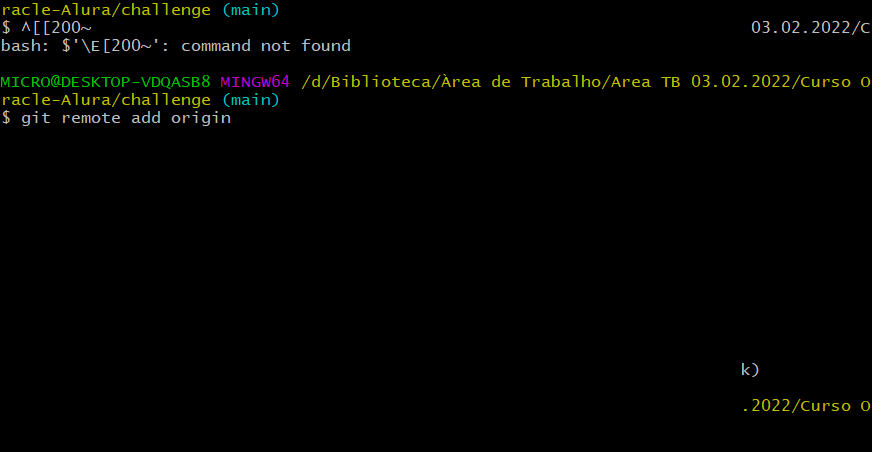 racle-Alura/challenge (main)
$ ^[[200~ 03.02.2022/C
bash: $'\E[200~': command not found
MICRO@DESKTOP-VDQASB8 MINGW64 /d/Biblioteca/Àrea de Trabalho/Area TB 03.02.2022/Curso O
racle-Alura/challenge (main)
$ git remote add origin
k)
.2022/Curso O